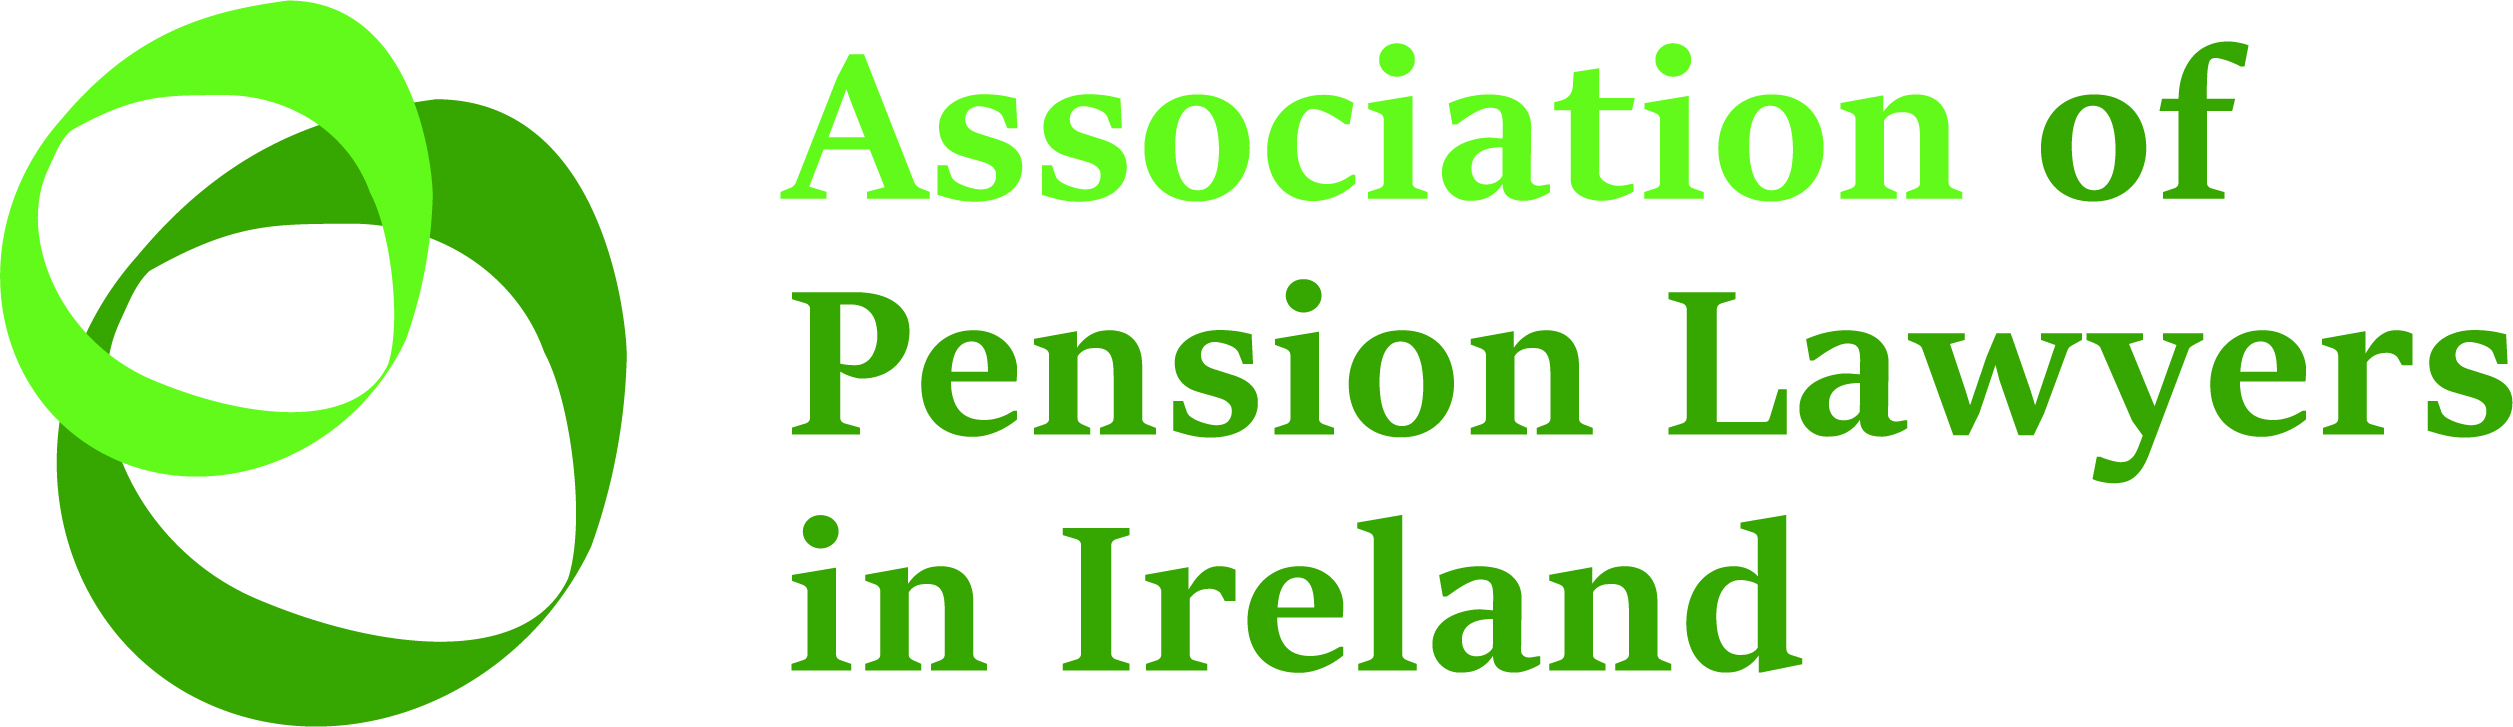 Association of
Pension Lawyers
in Ireland